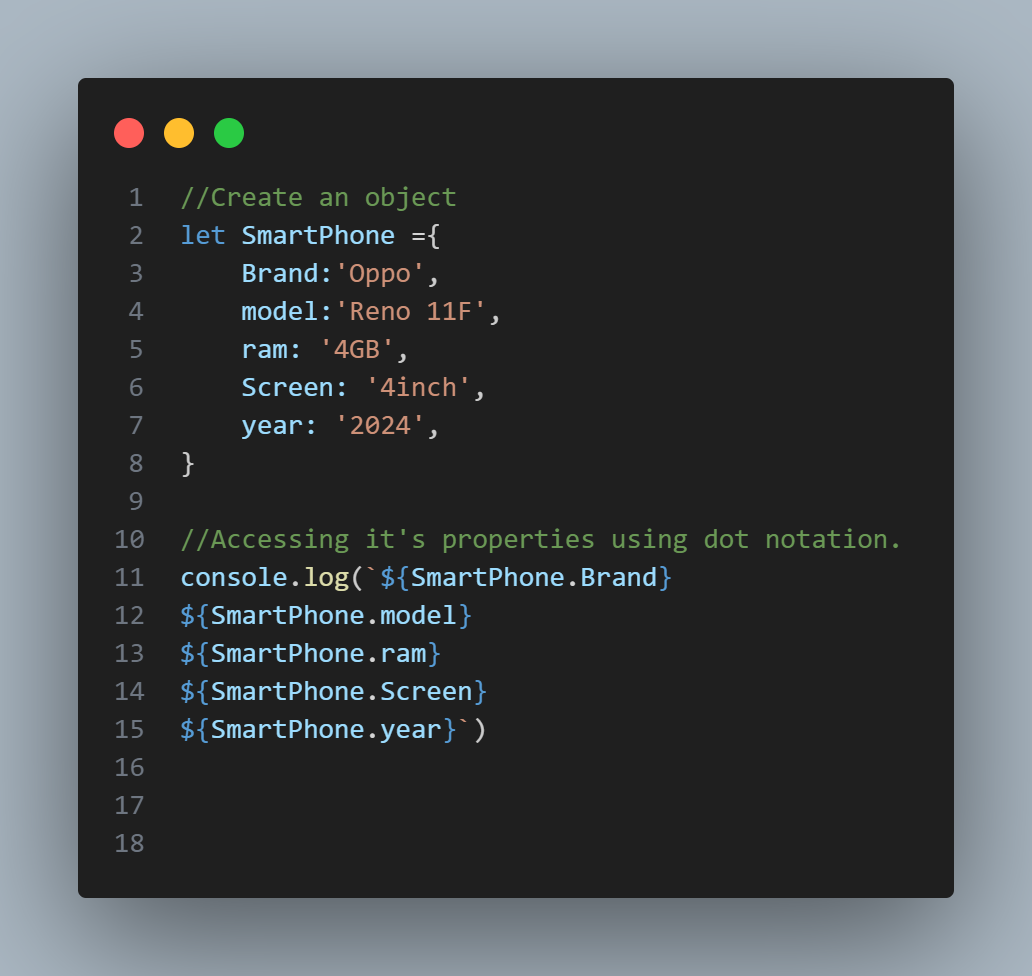 1 //Create an object
2 let SmartPhone ={
3     Brand:'Oppo',
4     model:'Reno 11F',
5     ram: '4GB',
6     Screen: '4inch',
7     year: '2024',
8 }
9
10 //Accessing it's properties using dot notation.
11 console.log(`${SmartPhone.Brand}
12 ${SmartPhone.model}
13 ${SmartPhone.ram}
14 ${SmartPhone.Screen}
15 ${SmartPhone.year}`)
16
17
18